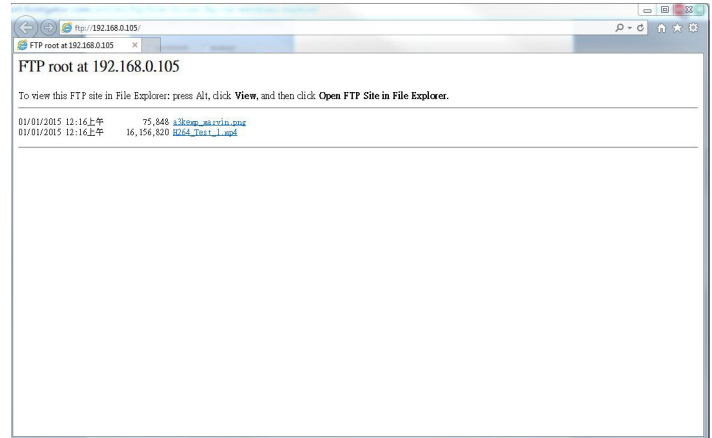 ftp://192.168.0.105/
FTP root at 192.168.0.105
FTP root at 192.168.0.105
To view this FTP site in File Explorer: press Alt, click View, and then click Open FTP Site in File Explorer.
01/01/2015 12:16上午 75,848 a3kewp_marvin.png
01/01/2015 12:16上午 16,156,820 H264_Test_1.mp4